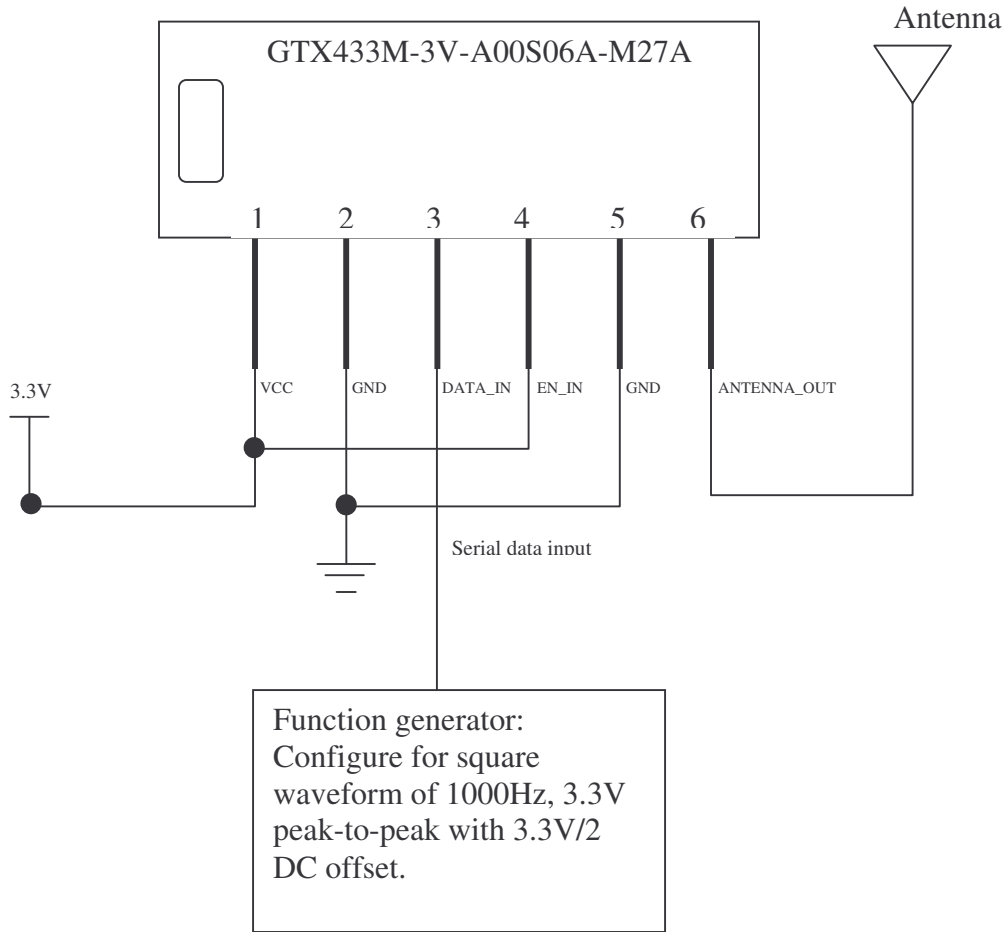 Antenna
GTX433M-3V-A00S06A-M27A
1 2 3 4 5 6
3.3V
VCC GND DATA_IN EN_IN GND ANTENNA_OUT
Serial data input
Function generator:
Configure for square
waveform of 1000Hz, 3.3V
peak-to-peak with 3.3V/2
DC offset.